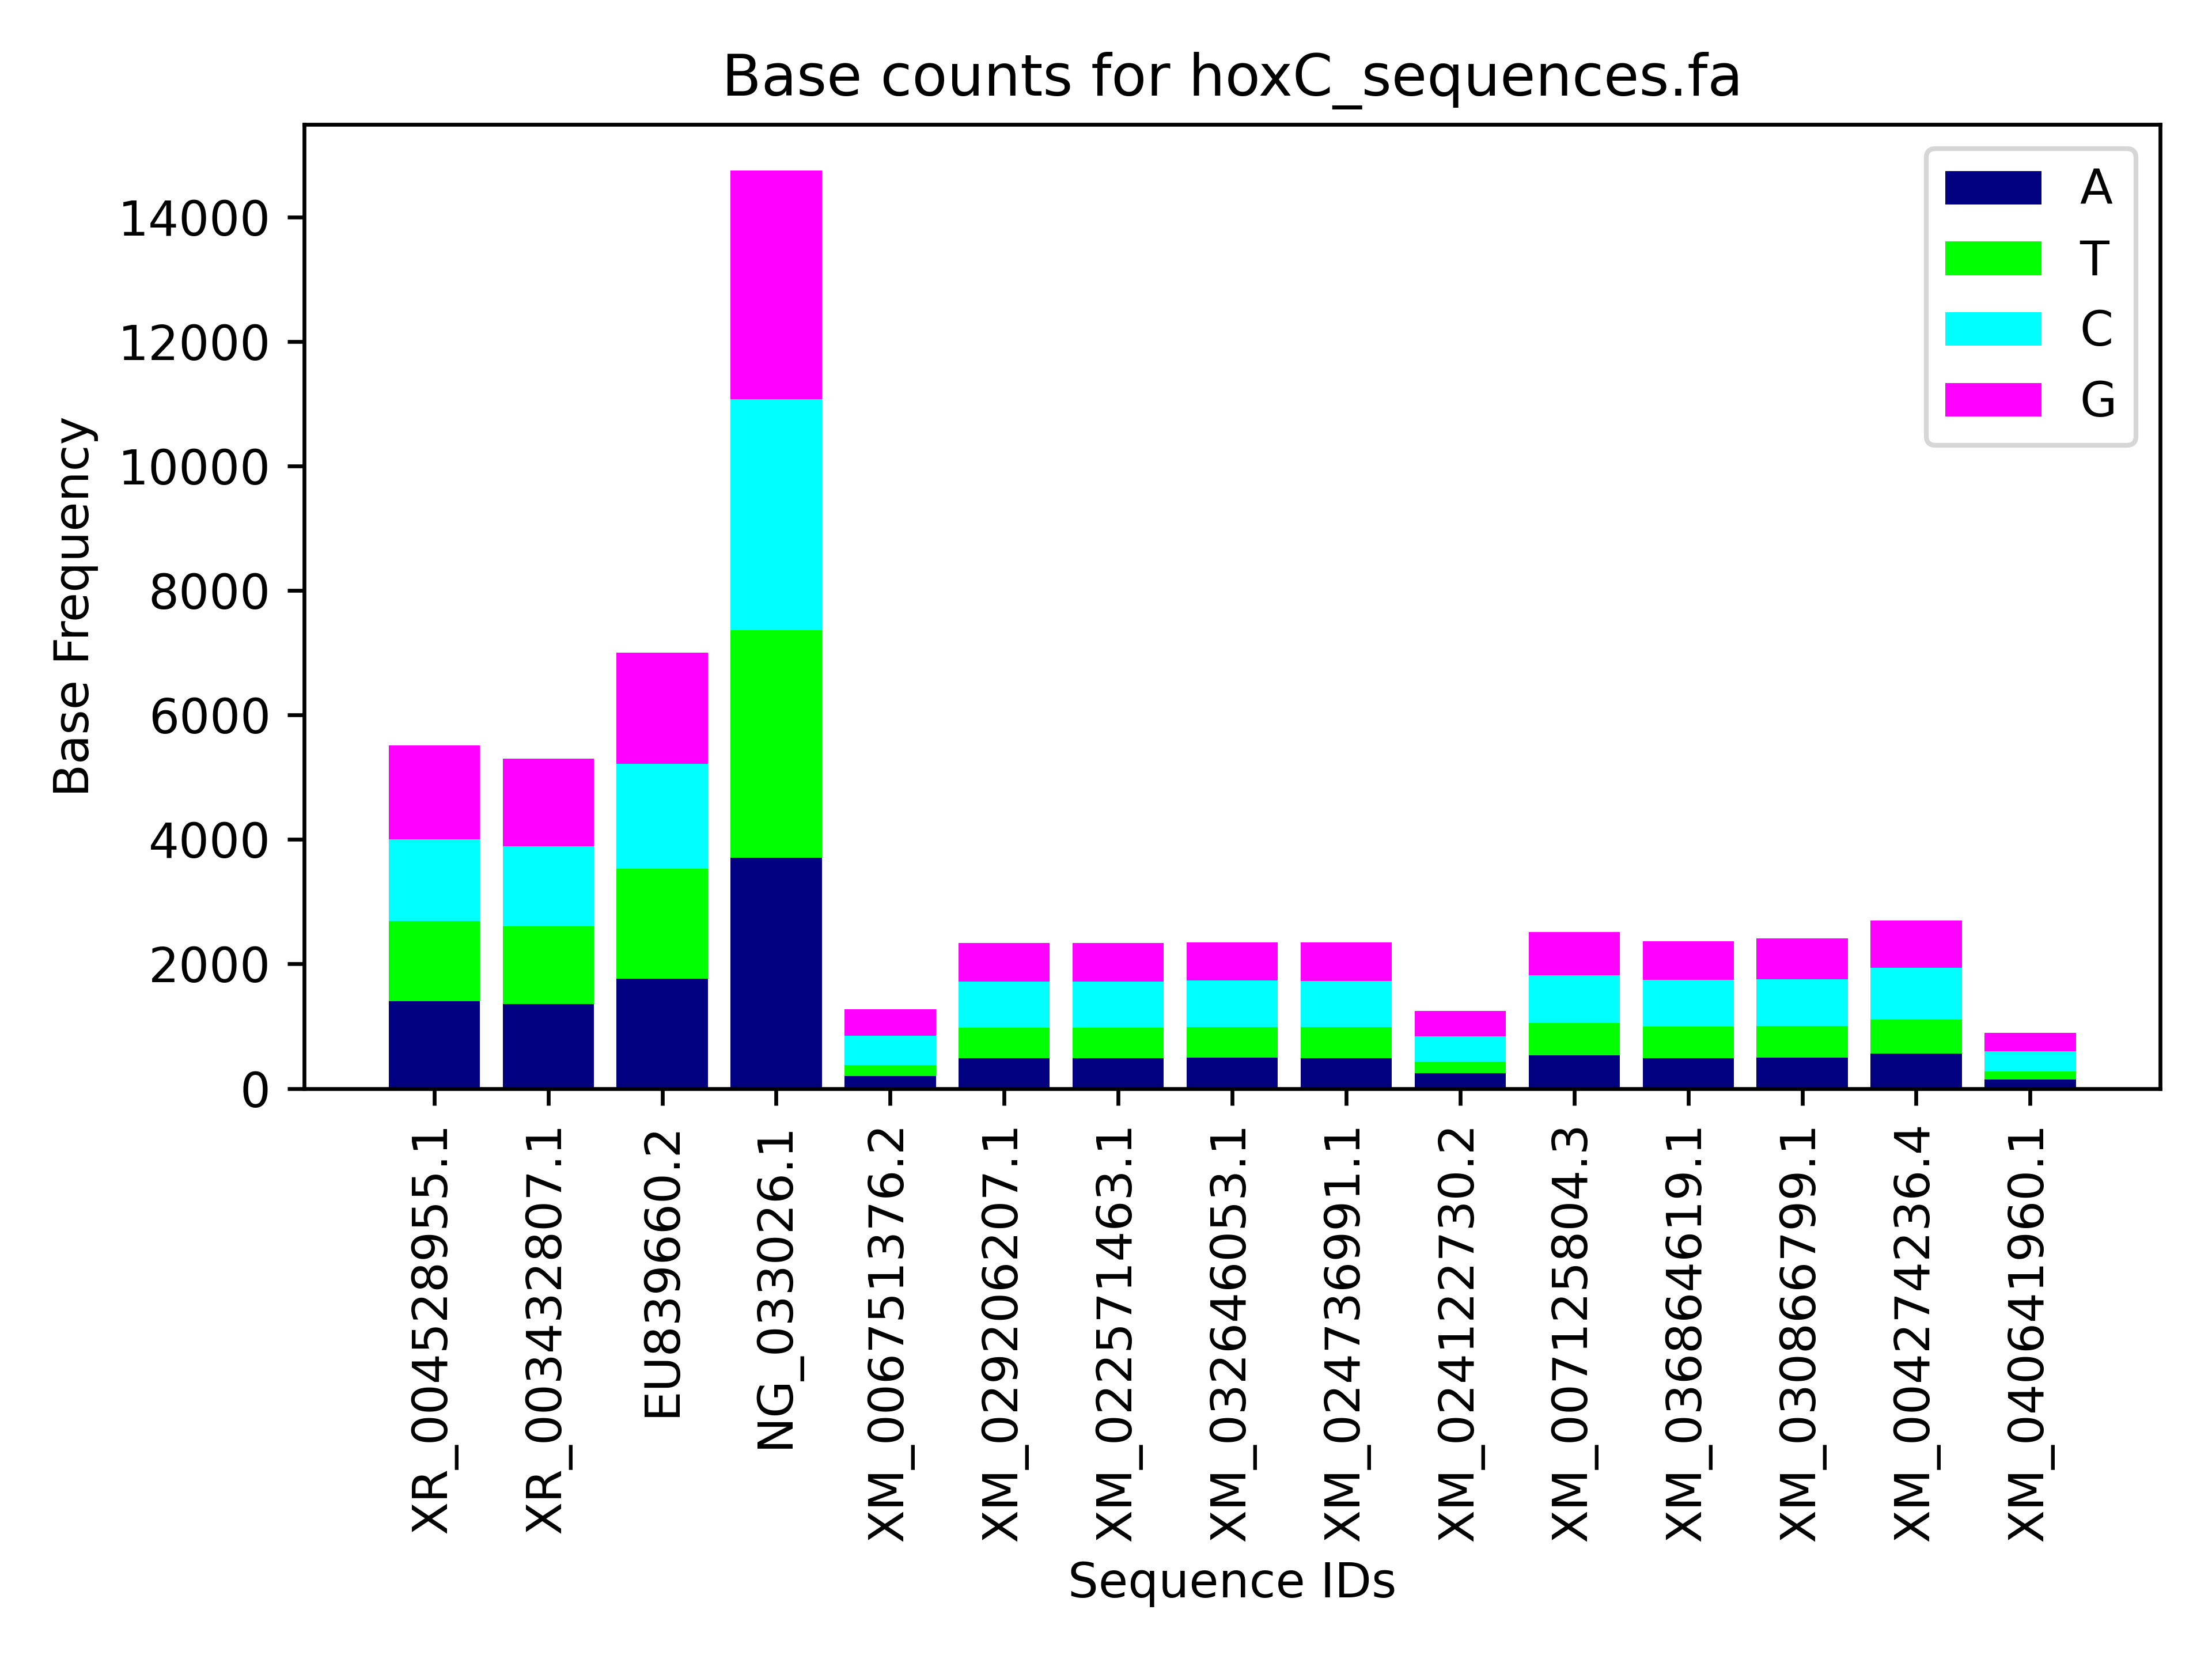 Base counts for hoxC_sequences.fa
A
T
C
G
Base Frequency
14000
12000
10000
8000
6000
4000
2000
0
XR_004528955.1
XR_003432807.1
EU839660.2
NG_033026.1
XM_006751376.2
XM_029206207.1
XM_022571463.1
XM_032646053.1
XM_024736991.1
XM_024122730.2
XM_007125804.3
XM_036864619.1
XM_030866799.1
XM_004274236.4
XM_040641960.1
Sequence IDs